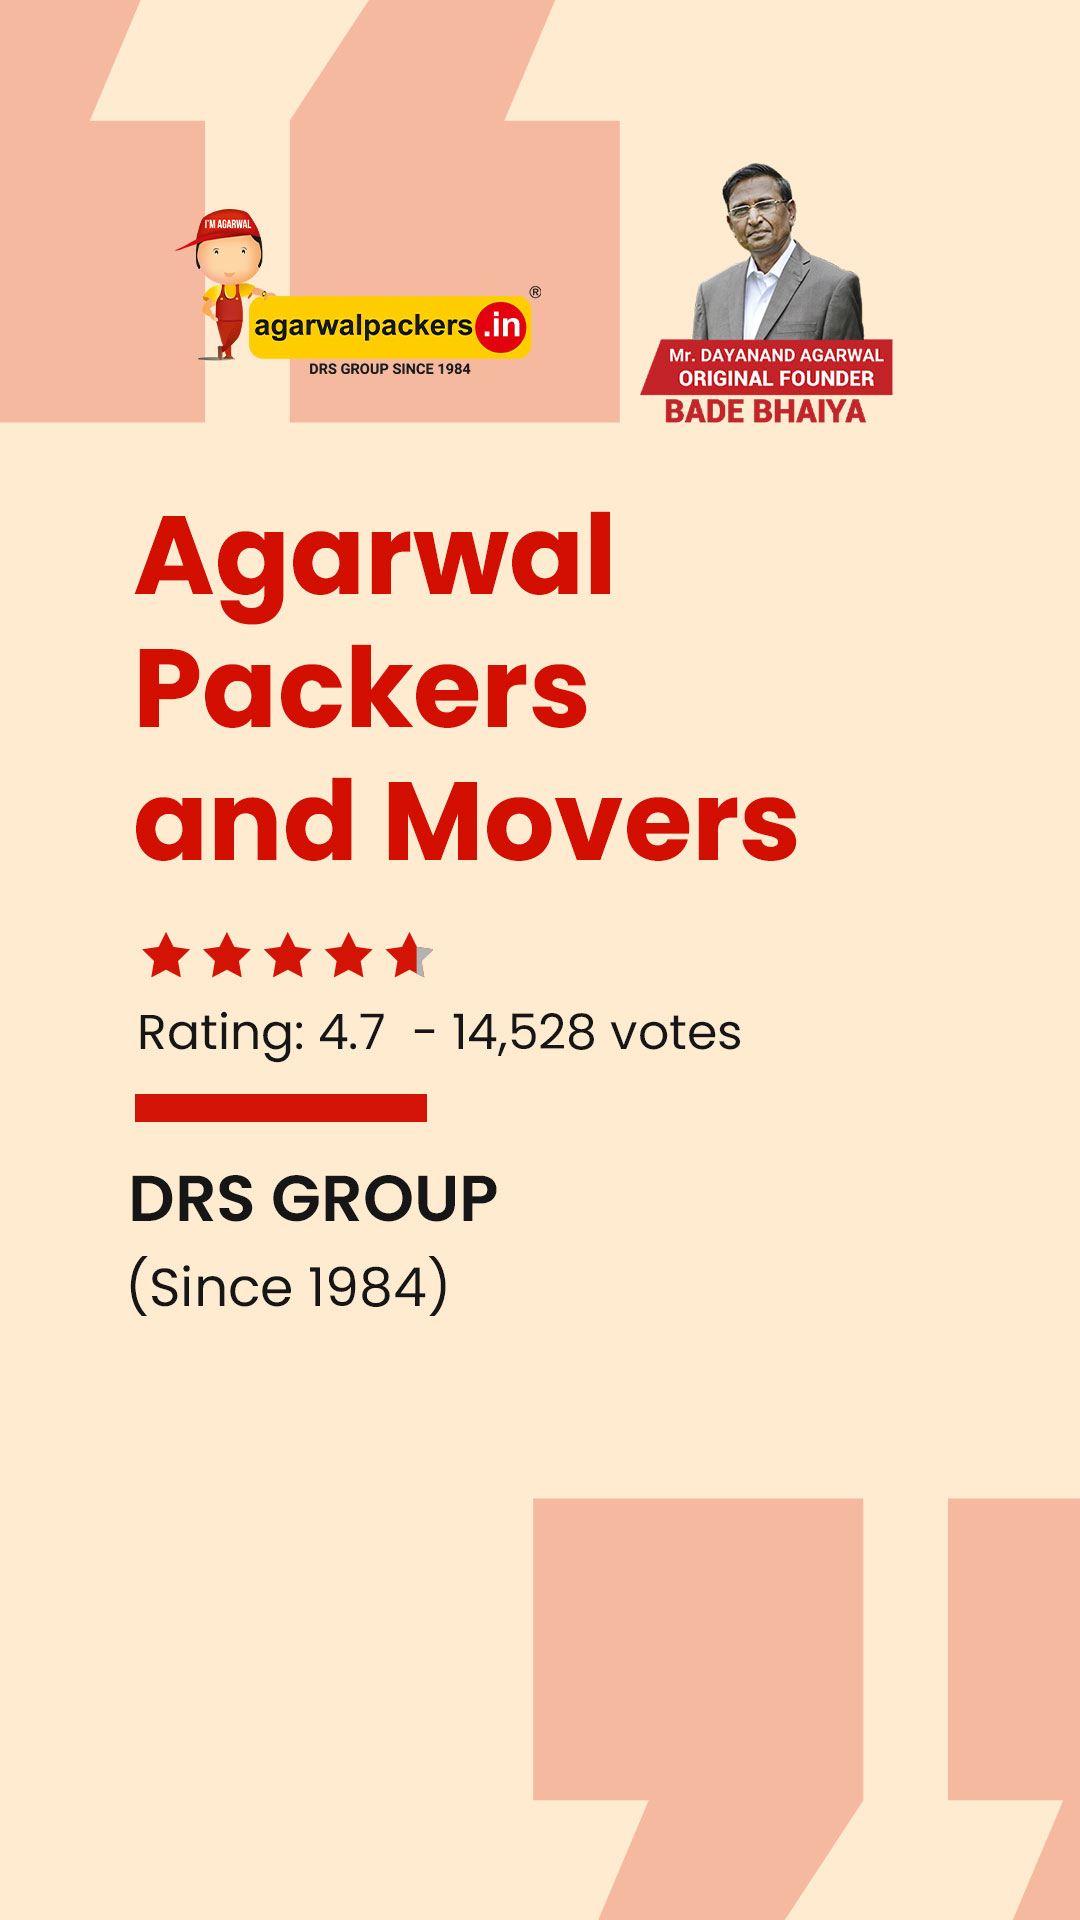 I'M AGARWAL
agarwalpackers.in®
DRS GROUP SINCE 1984
Mr. DAYANAND AGARWAL
ORIGINAL FOUNDER
BADE BHAIYA
Agarwal
Packers
and Movers
Rating: 4.7 - 14,528 votes
DRS GROUP
(Since 1984)